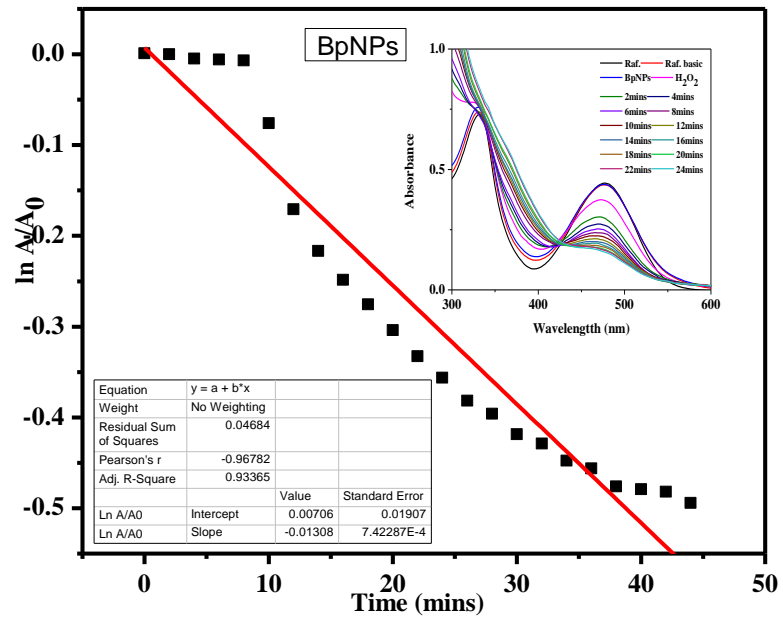 BpNPs
0.0
-0.1
-0.2
-0.3
-0.4
-0.5
ln A/A0
0 10 20 30 40 50
Time (mins)
1.0
0.5
0.0
Absorbance
300 400 500 600
Wavelengtth (nm)
Raf. Raf. basic
BpNPs H2O2
2mins 4mins
6mins 8mins
10mins 12mins
14mins 16mins
18mins 20mins
22mins 24mins
Equation y = a + b*x
Weight No Weighting
Residual Sum
of Squares 0.04684
Pearson's r -0.96782
Adj. R-Square 0.93365
Value Standard Error
Ln A/A0 Intercept 0.00706 0.01907
Ln A/A0 Slope -0.01308 7.42287E-4